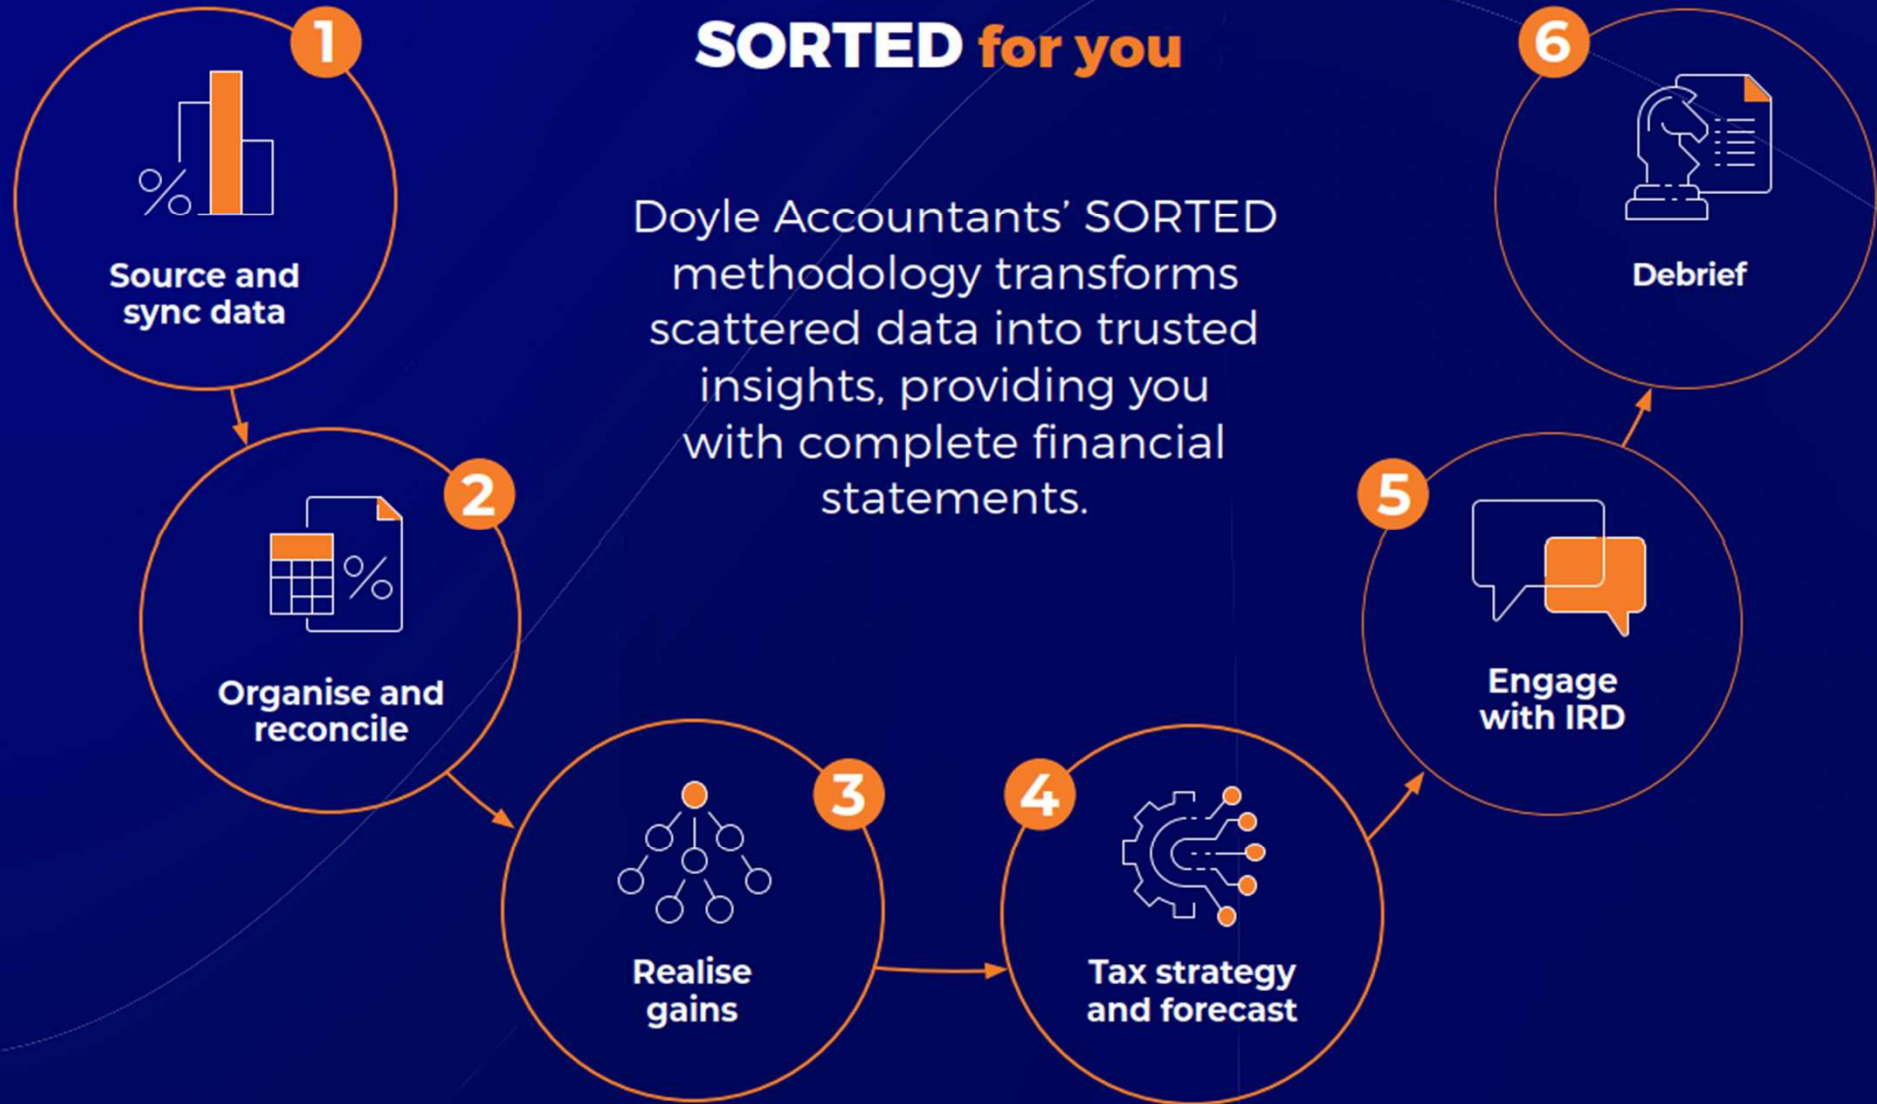 SORTED for you
Doyle Accountants' SORTED
methodology transforms
scattered data into trusted
insights, providing you
with complete financial
statements.
1
%
Source and
sync data
2
%
Organise and
reconcile
3
Realise
gains
4
Tax strategy
and forecast
5
Engage
with IRD
6
Debrief